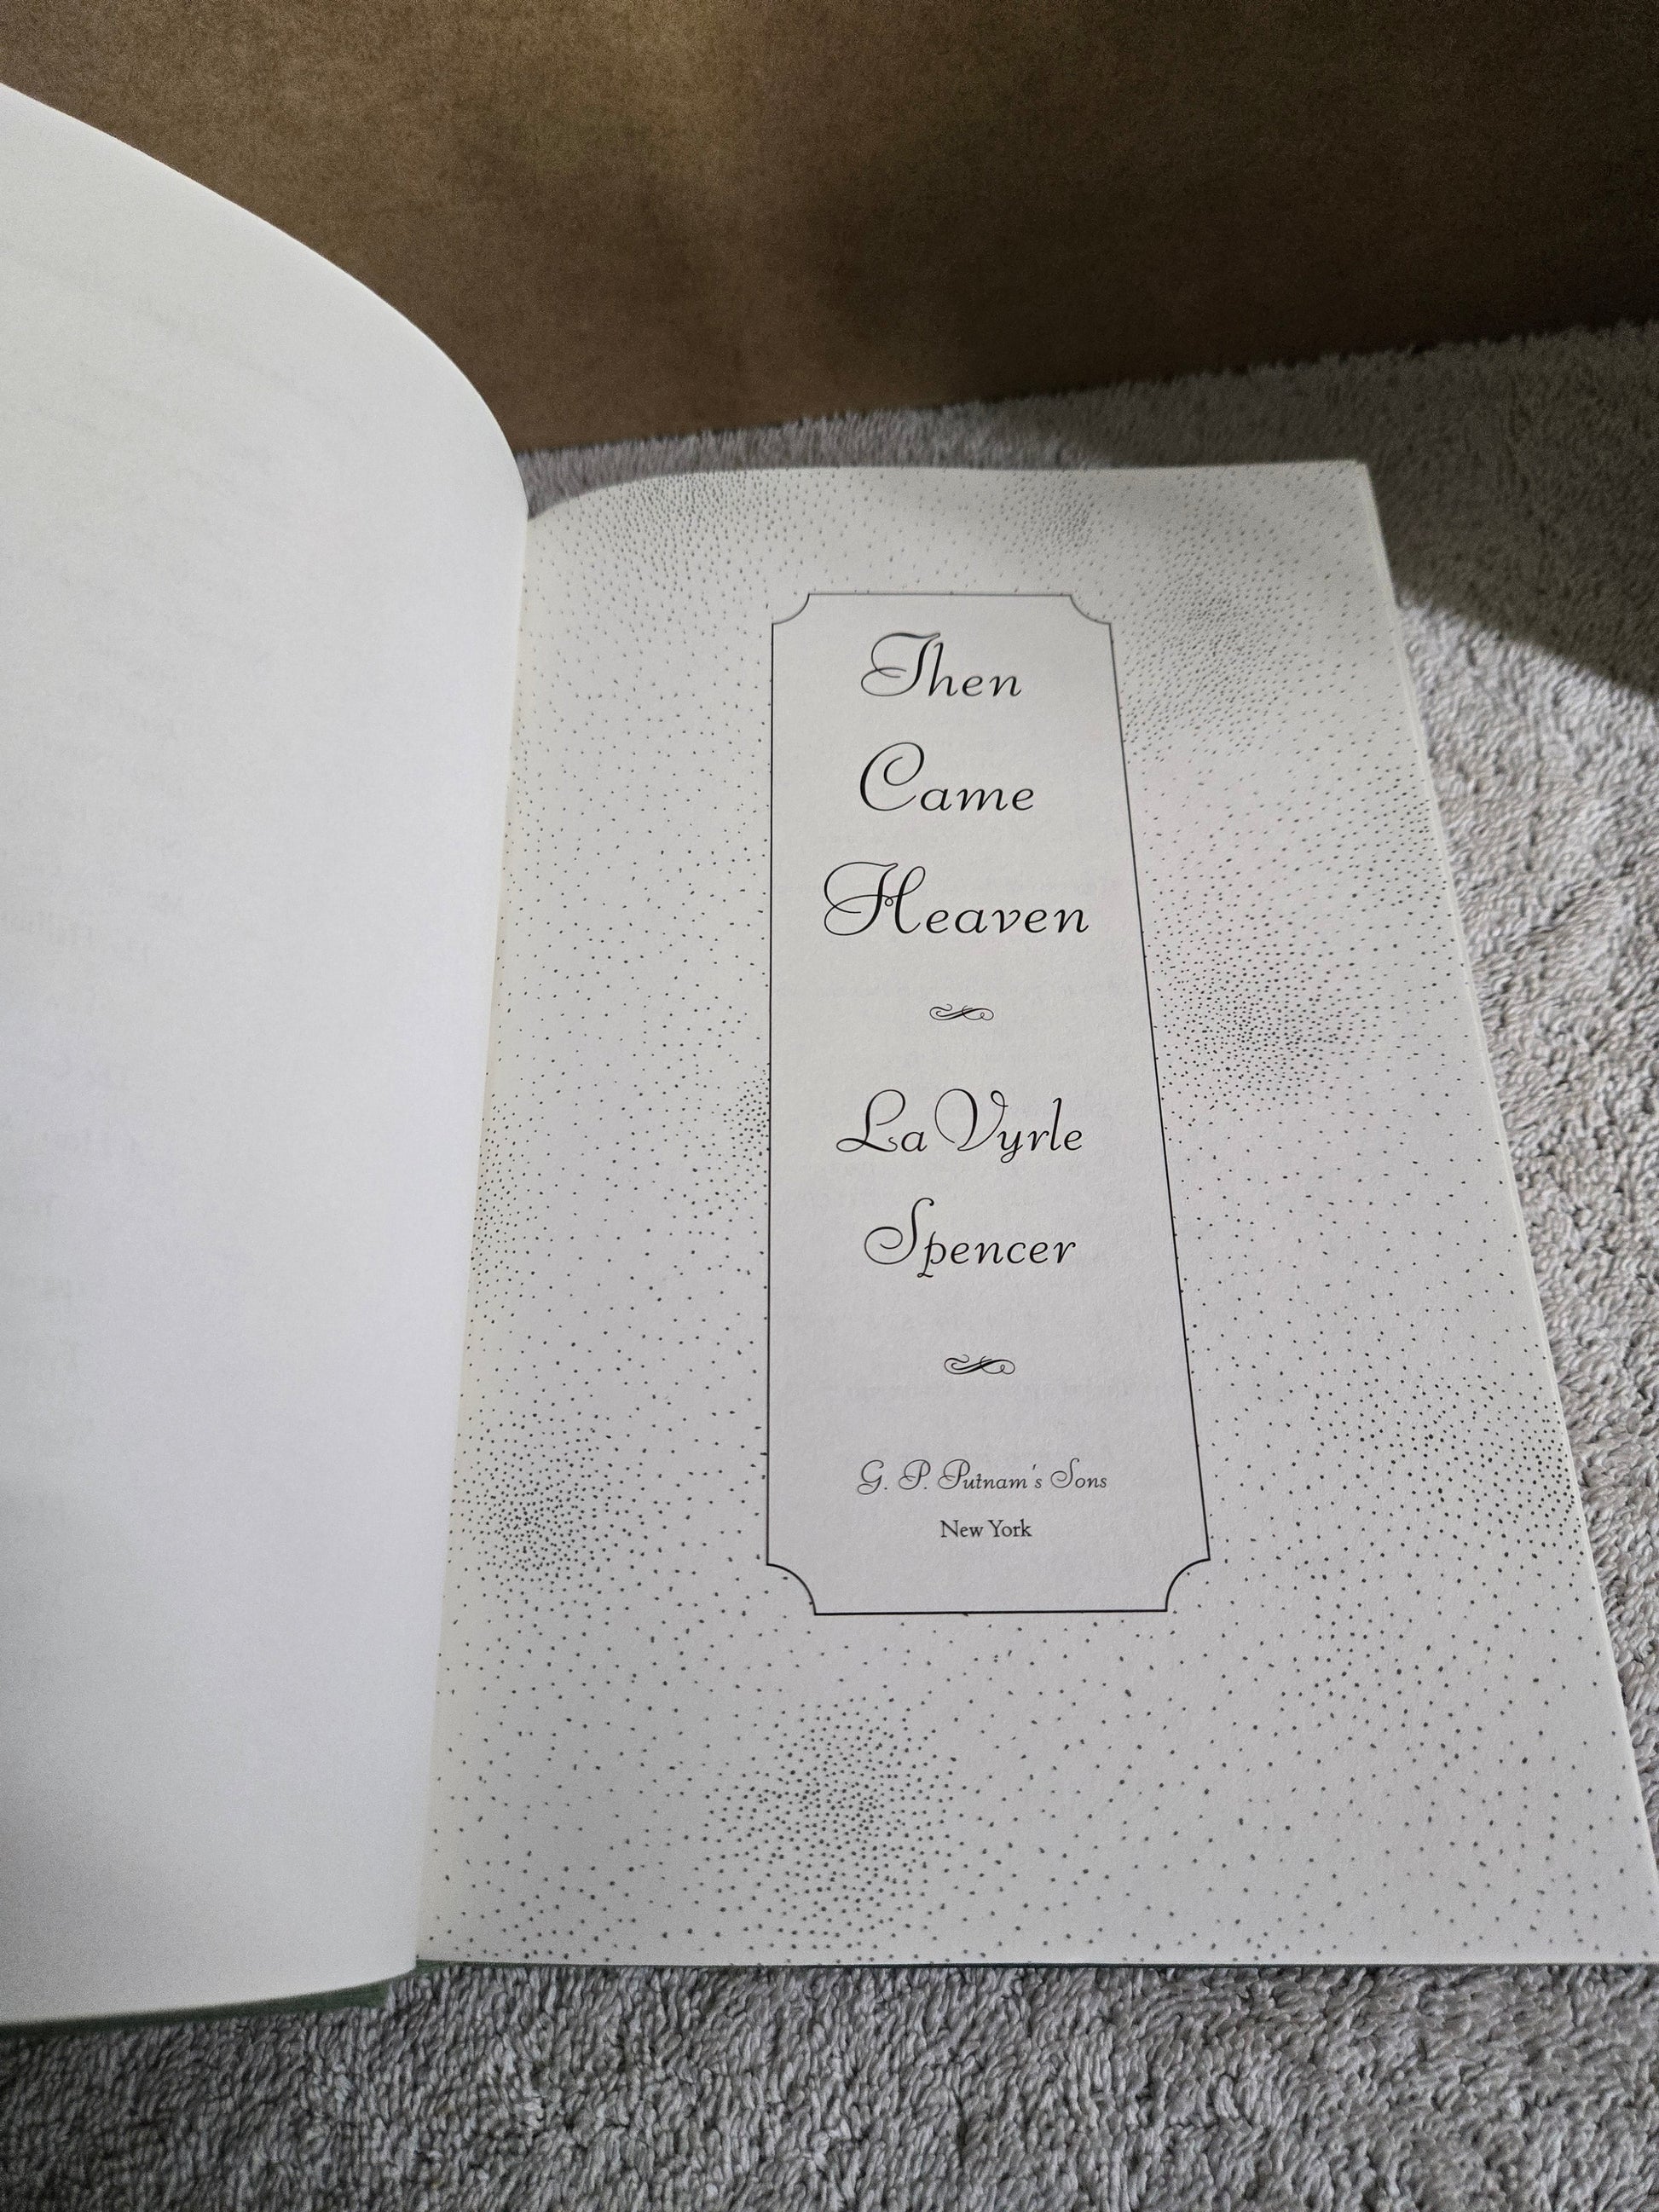 Then
Came
Heaven
LaVyrle
Spencer
G. P. Putnam's Sons
New York